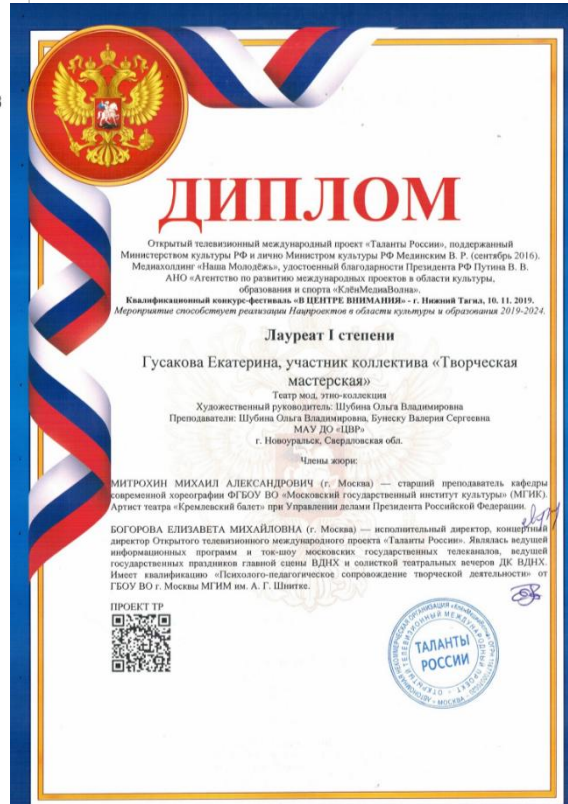 ДИПЛОМ
Открытый телевизионный международный проект «Таланты России», поддержанный
Министерством культуры РФ и лично Министром культуры РФ Мединским В. Р. (сентябрь 2016).
Медиахолдинг «Наша Молодёжь», удостоенный благодарности Президента РФ Путина В. В.
АНО «Агентство по развитию международных проектов в области культуры,
образования и спорта «КлёнМедиаВолна».
Квалификационный конкурс-фестиваль «В ЦЕНТРЕ ВНИМАНИЯ» - г. Нижний Тагил, 10. 11. 2019.
Мероприятие способствует реализации Нацпроектов в области культуры и образования 2019-2024.
Лауреат I степени
Гусакова Екатерина, участник коллектива «Творческая
мастерская»
Театр мод, этно-коллекция
Художественный руководитель: Шубина Ольга Владимировна
Преподаватели: Шубина Ольга Владимировна, Бунеску Валерия Сергеевна
МАУ ДО «ЦВР»
г. Новоуральск, Свердловская обл.
Члены жюри:
МИТРОХИН МИХАИЛ АЛЕКСАНДРОВИЧ (г. Москва) — старший преподаватель кафедры
современной хореографии ФГБОУ ВО «Московский государственный институт культуры» (МГИК).
Артист театра «Кремлевский балет» при Управлении делами Президента Российской Федерации.
БОГОРОВА ЕЛИЗАВЕТА МИХАЙЛОВНА (г. Москва) — исполнительный директор, концертный
директор Открытого телевизионного международного проекта «Таланты России». Являлась ведущей
информационных программ и ток-шоу московских государственных телеканалов, ведущей
государственных праздников главной сцены ВДНХ и солисткой театральных вечеров ДК ВДНХ.
Имеет квалификацию «Психолого-педагогическое сопровождение творческой деятельности» от
ГБОУ ВО г. Москвы МГИМ им. А. Г. Шнитке.
ПРОЕКТ ТР
ТАЛАНТЫ
РОССИИ
МОСКВА